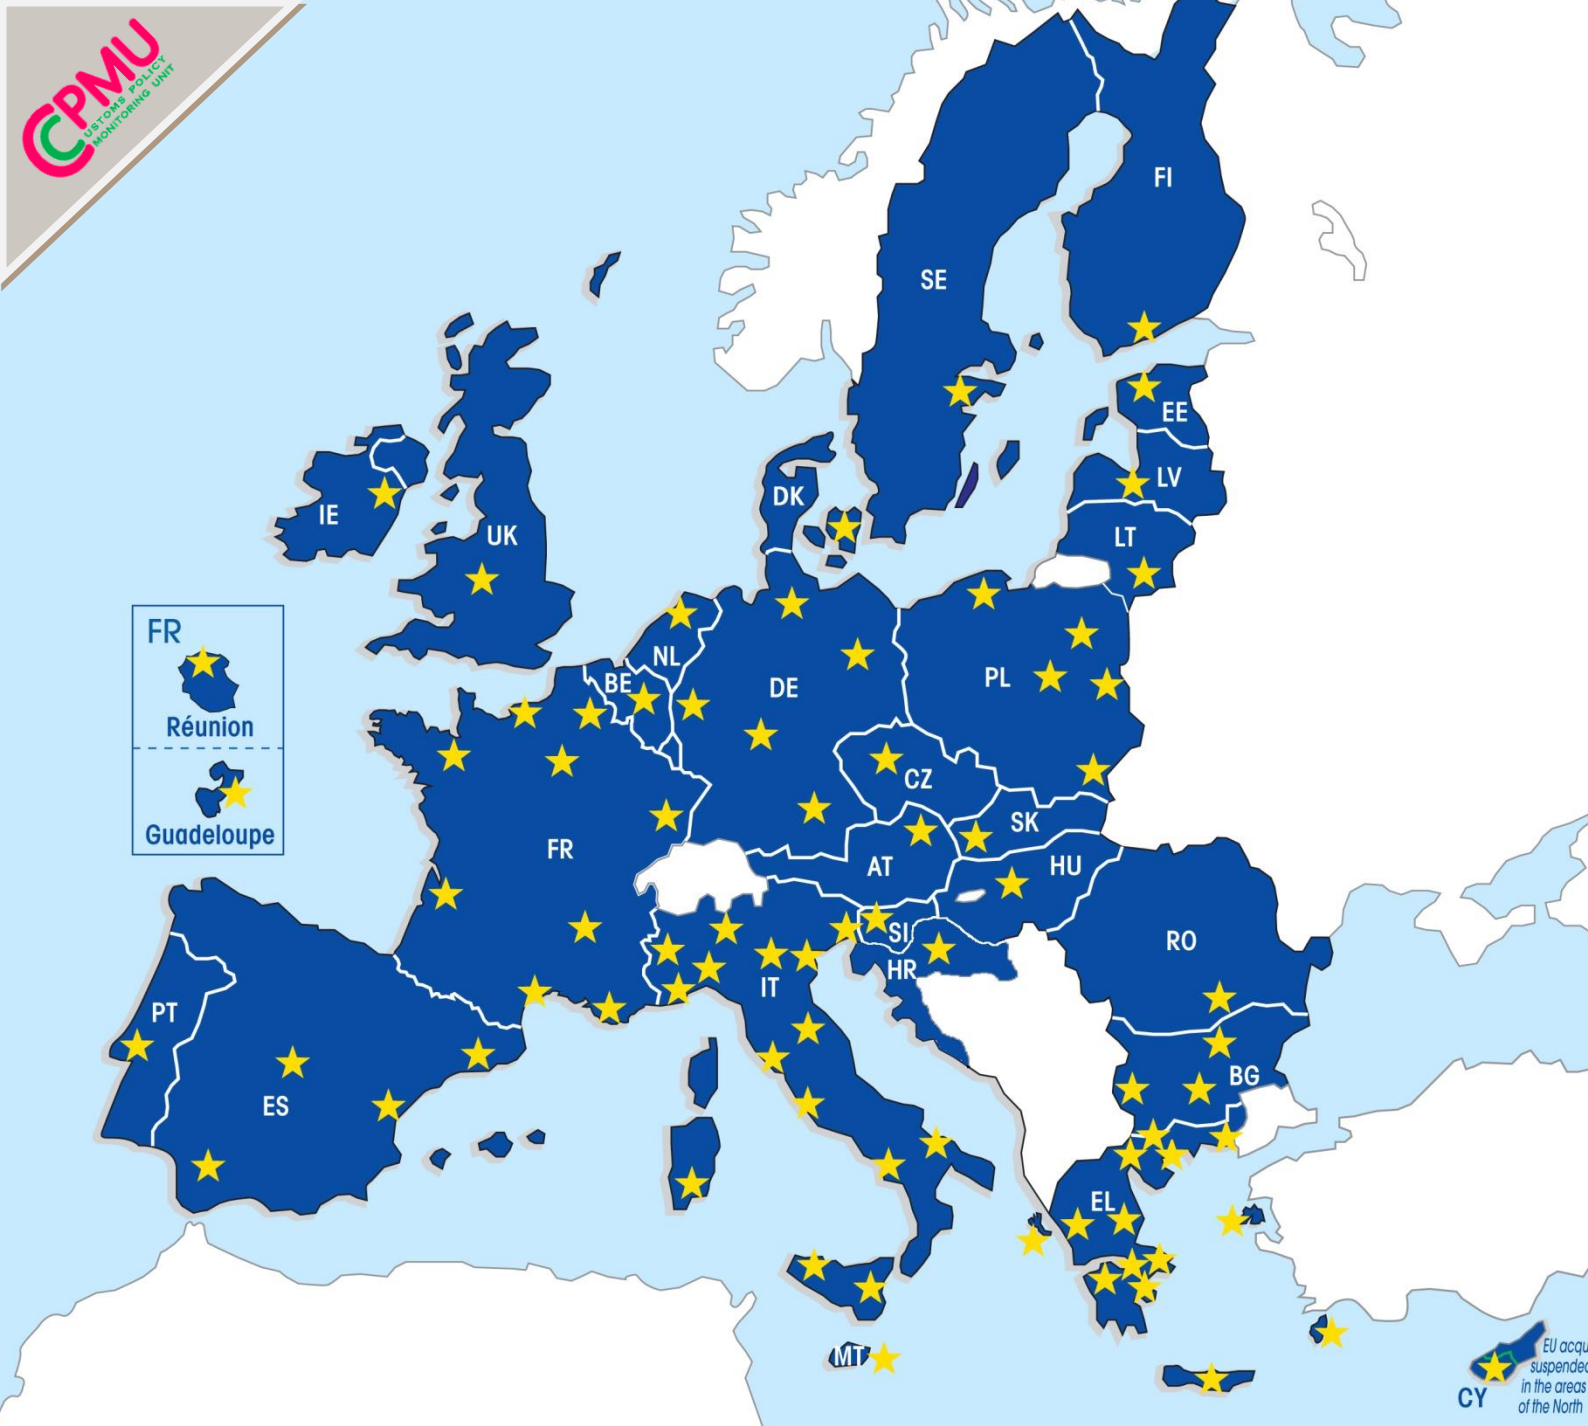 CPMU
CUSTOMS POLICY
MONITORING UNIT
FI
SE
EE
LV
DK
IE
UK
LT
FR
NL
BE
DE
PL
Réunion
CZ
Guadeloupe
SK
FR
HU
AT
SI
RO
HR
IT
PT
BG
ES
EL
MT
EU acqu
suspended
in the areas
CY
of the North